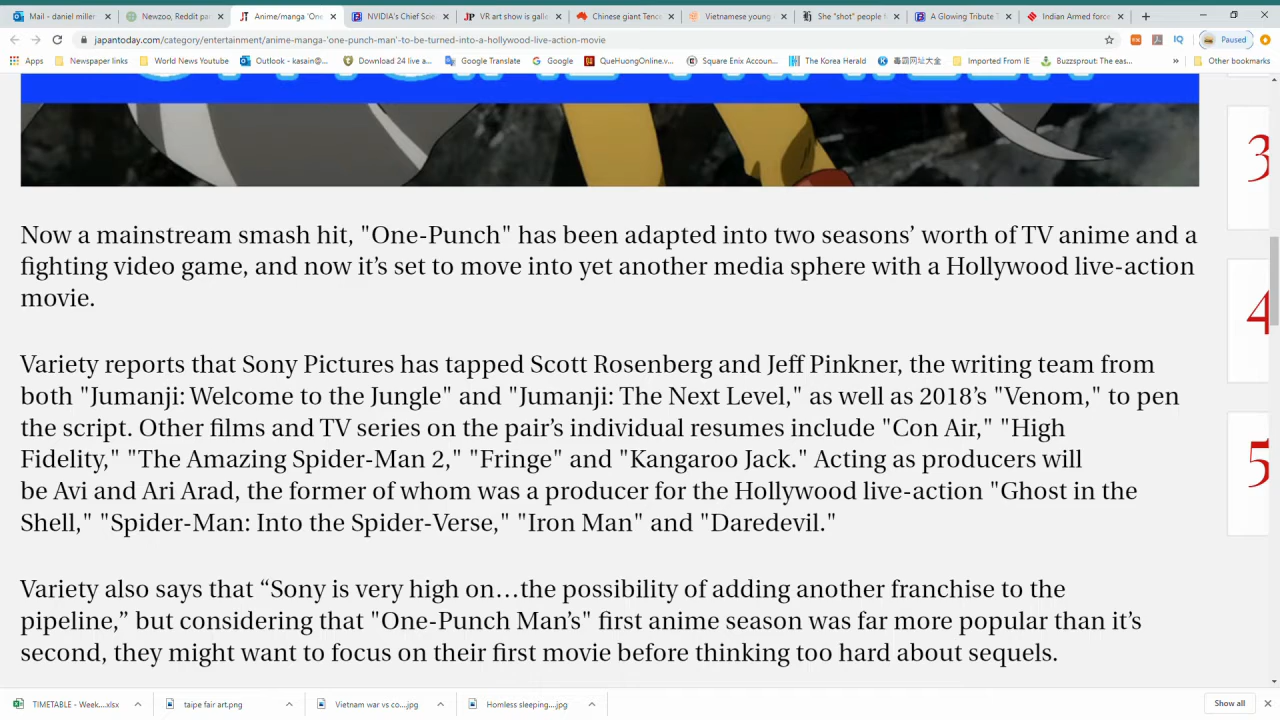 Mail - daniel miller
Newzoo, Reddit pa
Anime/manga 'One
NVIDIA's Chief Scie
VR art show is galle
Chinese giant Tence
Vietnamese young
She "shot" people
A Glowing Tribute T
Indian Armed force
japantoday.com/category/entertainment/anime-manga-'one-punch-man'-to-be-turned-into-a-hollywood-live-action-movie
IQ
Paused
Apps
Newspaper links
World News Youtube
Outlook - kasain@...
Download 24 live a...
Google Translate
Google
QueHuongOnline.v...
Square Enix Accoun...
The Korea Herald
毒霸网址大全
Imported From IE
Buzzsprout: The eas...
Other bookmarks
3
4
5
Now a mainstream smash hit, "One-Punch" has been adapted into two seasons’ worth of TV anime and a
fighting video game, and now it’s set to move into yet another media sphere with a Hollywood live-action
movie.
Variety reports that Sony Pictures has tapped Scott Rosenberg and Jeff Pinkner, the writing team from
both "Jumanji: Welcome to the Jungle" and "Jumanji: The Next Level," as well as 2018’s "Venom," to pen
the script. Other films and TV series on the pair’s individual resumes include "Con Air," "High
Fidelity," "The Amazing Spider-Man 2," "Fringe" and "Kangaroo Jack." Acting as producers will
be Avi and Ari Arad, the former of whom was a producer for the Hollywood live-action "Ghost in the
Shell," "Spider-Man: Into the Spider-Verse," "Iron Man" and "Daredevil."
Variety also says that “Sony is very high on…the possibility of adding another franchise to the
pipeline,” but considering that "One-Punch Man’s" first anime season was far more popular than it’s
second, they might want to focus on their first movie before thinking too hard about sequels.
TIMETABLE - Week....xlsx
taipe fair art.png
Vietnam war vs co....jpg
Homless sleeping....jpg
Show all